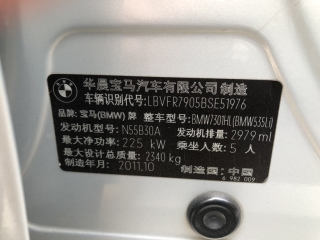 华晨宝马汽车有限公司制造
车辆识别代号: LBVFR7905BSE51976
品牌: 宝马(BMW) 牌 整车型号: BMW7301HL(BMW535Li)
发动机型号: N55B30A 发动机排量: 2979 ml
最大净功率: 225 kW 乘坐人数: 5 人
最大设计总质量: 2340 kg
制造年月: 2011.10 制造国: 中国
6 982 009